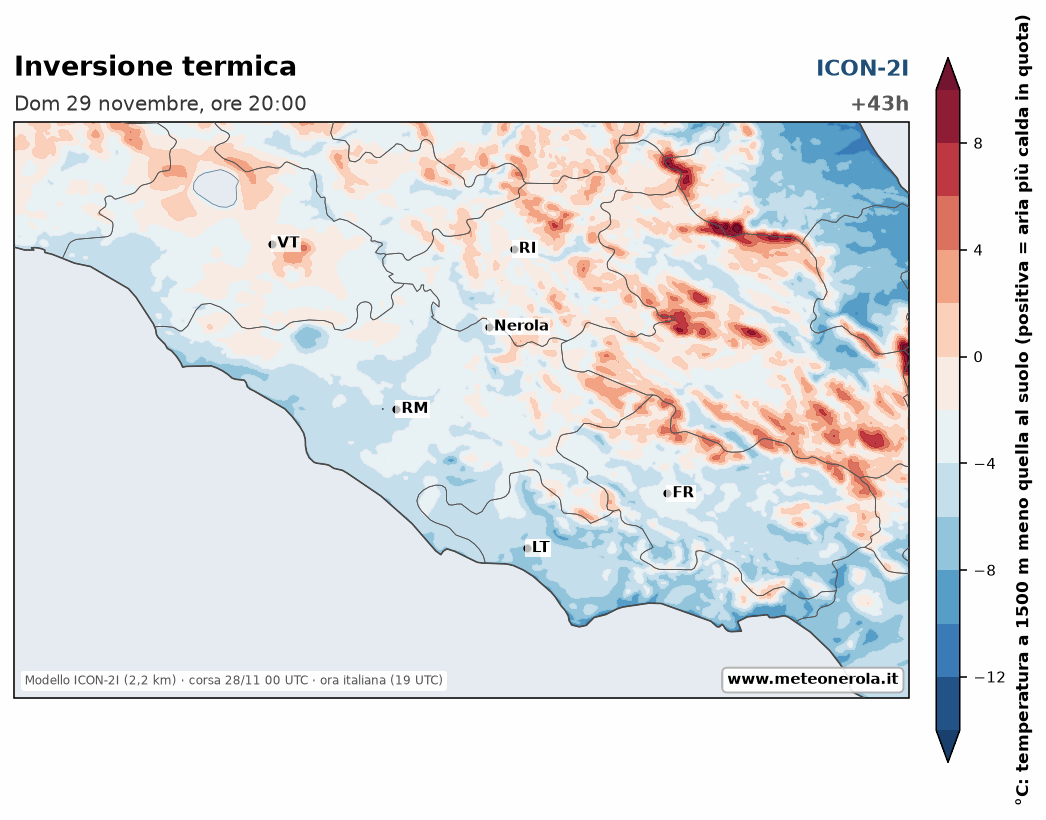 Inversione termica
ICON-2I
Dom 29 novembre, ore 20:00
+43h
VT
RI
Nerola
RM
FR
LT
Modello ICON-2I (2,2 km) · corsa 28/11 00 UTC · ora italiana (19 UTC)
www.meteonerola.it
8
4
0
−4
−8
−12
°C: temperatura a 1500 m meno quella al suolo (positiva = aria più calda in quota)